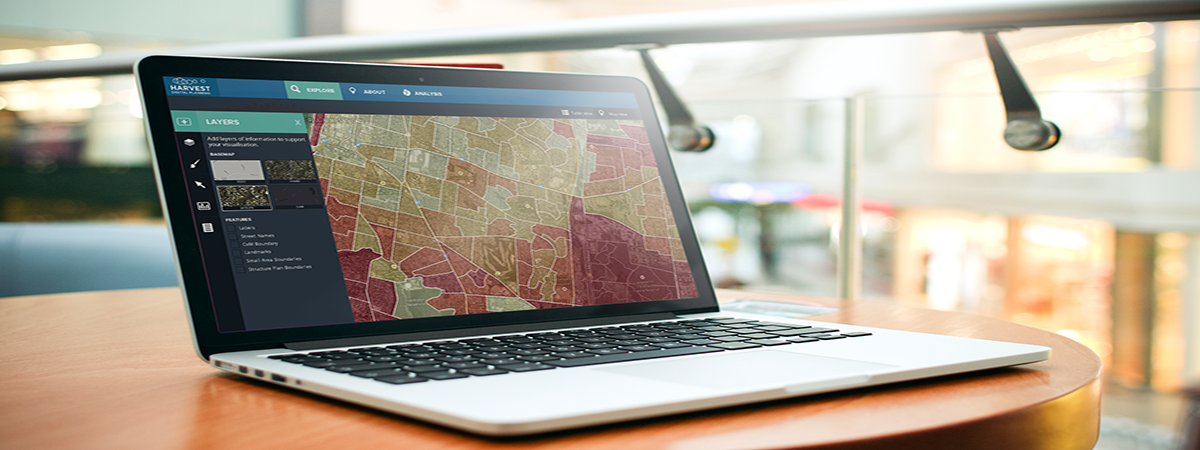 HARVEST
DIGITAL PLANNING
EXPLORE
ABOUT
ANALYSIS
LAYERS X
Add layers of information to support
your visualisation.
BASEMAP
FEATURES
Labels
Street Names
CoM Boundary
Landmarks
Small Area Boundaries
Structure Plan Boundaries